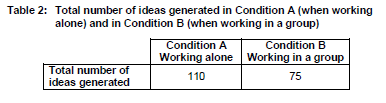 Table 2: Total number of ideas generated in Condition A (when working
alone) and in Condition B (when working in a group)
Condition A Condition B
Working alone Working in a group
Total number of 110 75
ideas generated